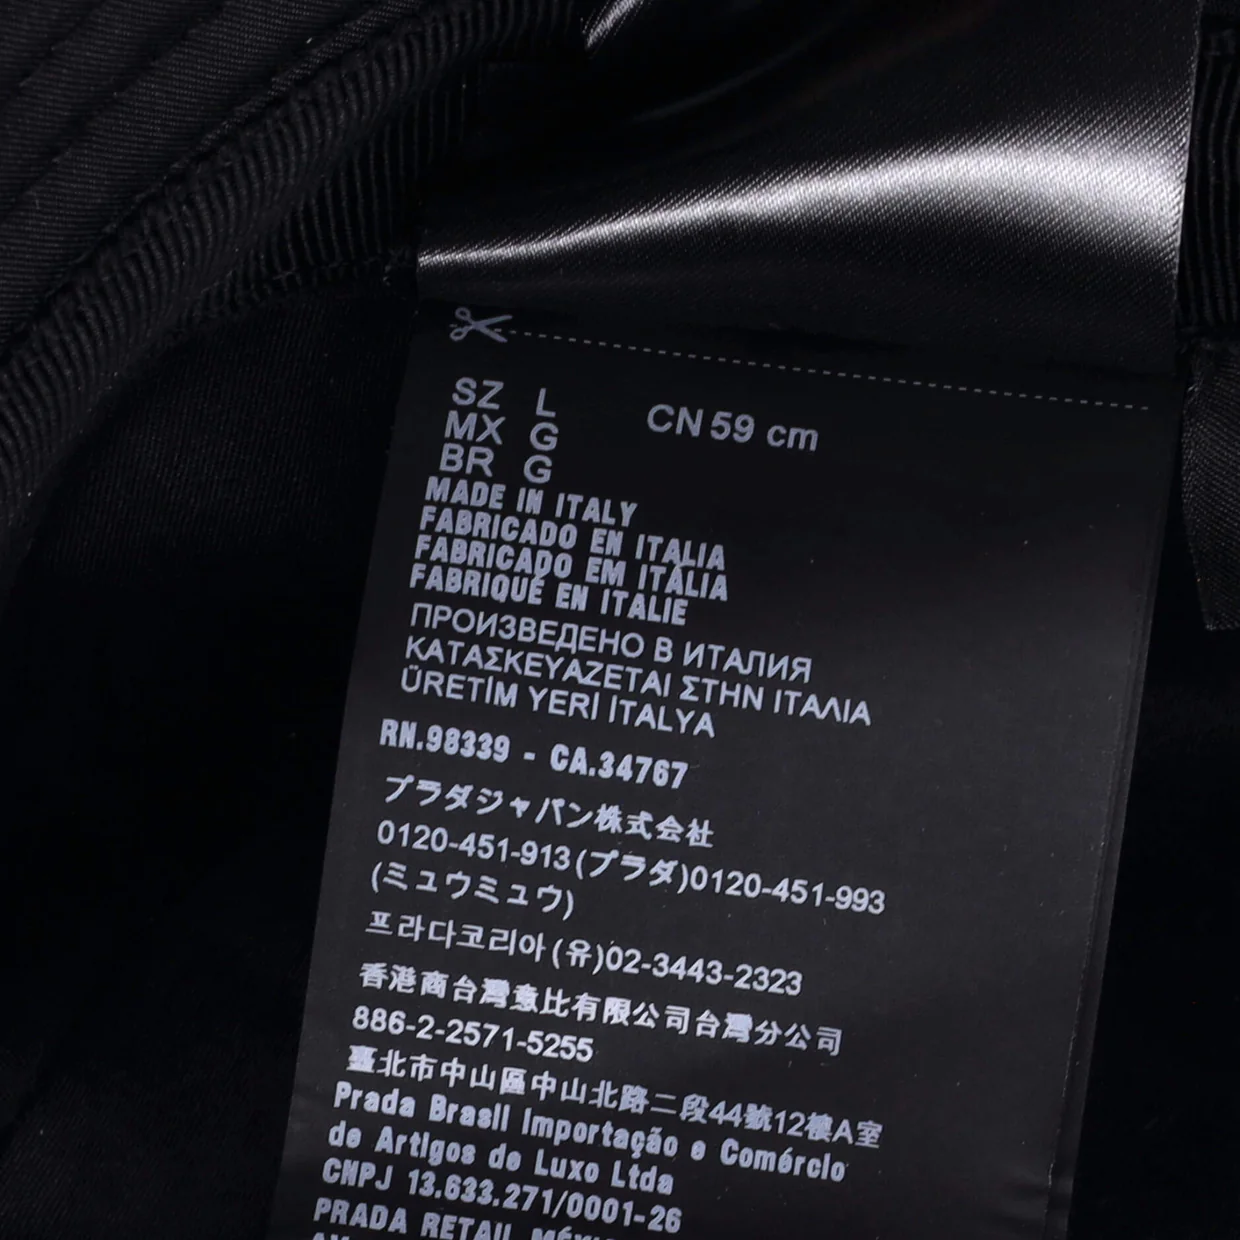 SZ L CN 59 cm
MX G
BR G
MADE IN ITALY
FABRICADO EN ITALIA
FABRICADO EM ITÁLIA
FABRIQUÉ EN ITALIE
ПРОИЗВЕДЕНО В ИТАЛИЯ
ΚΑΤΑΣΚΕΥΑΖΕΤΑΙ ΣΤΗΝ ΙΤΑΛΙΑ
ÜRETİM YERİ İTALYA
RN.98339 - CA.34767
プラダジャパン株式会社
0120-451-913(プラダ)0120-451-993
(ミュウミュウ)
프라다코리아(유)02-3443-2323
香港商台灣意比有限公司台灣分公司
886-2-2571-5255
臺北市中山區中山北路二段44號12樓A室
Prada Brasil Importação e Comércio
de Artigos de Luxo Ltda
CNPJ 13.633.271/0001-26
PRADA RETAIL MÉXI